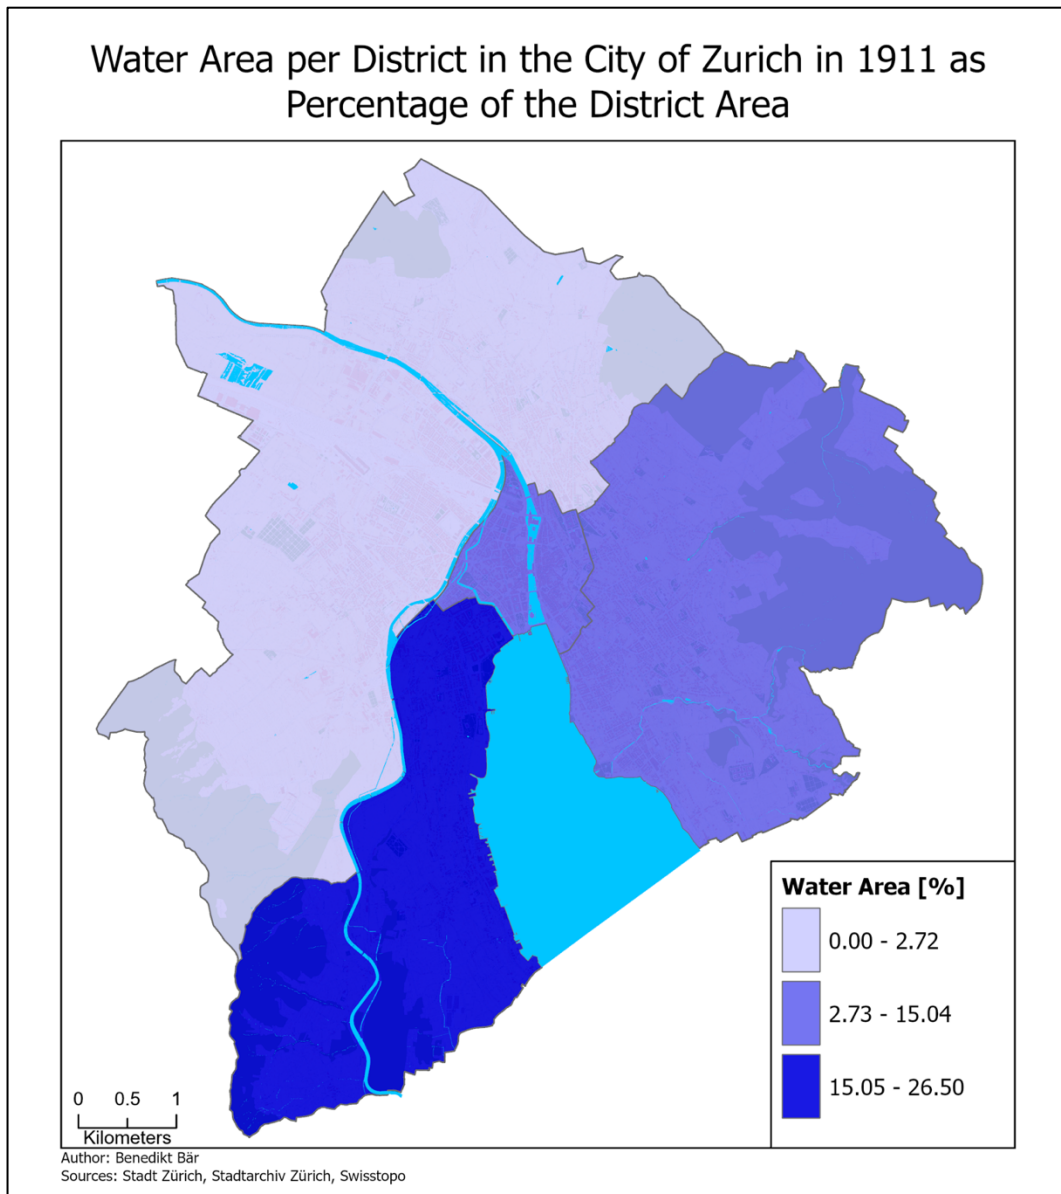 Water Area per District in the City of Zurich in 1911 as
Percentage of the District Area
Water Area [%]
0.00 - 2.72
2.73 - 15.04
15.05 - 26.50
0 0.5 1
Kilometers
Author: Benedikt Bär
Sources: Stadt Zürich, Stadtarchiv Zürich, Swisstopo